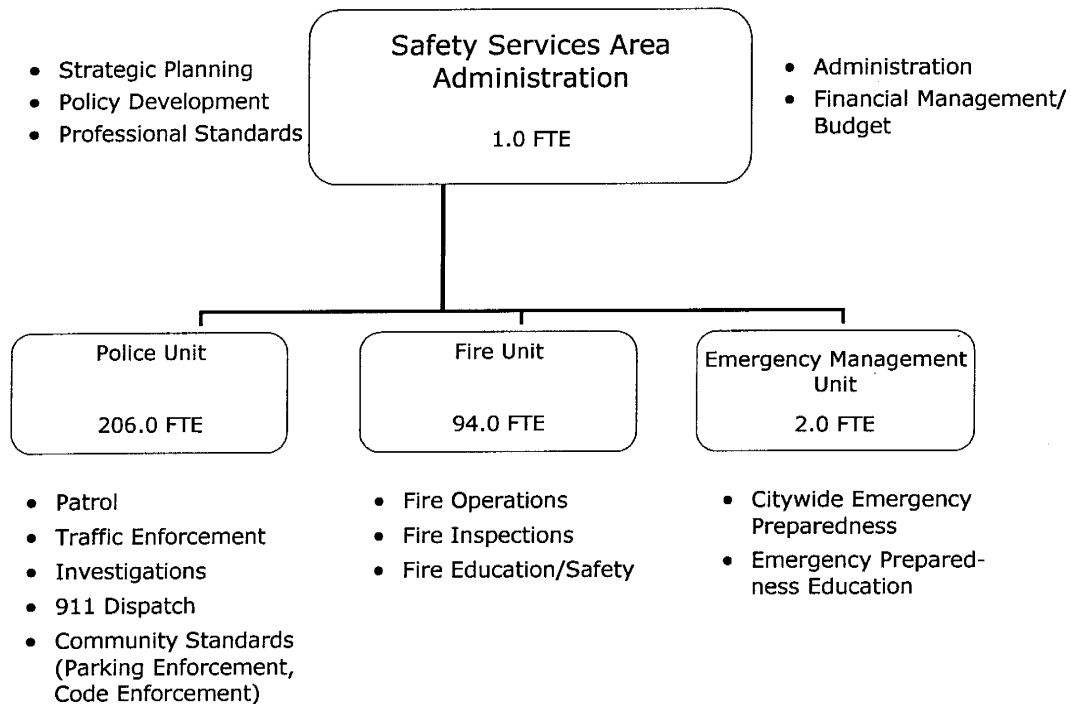 Safety Services Area
Administration
1.0 FTE
• Strategic Planning
• Policy Development
• Professional Standards
• Administration
• Financial Management/
Budget
Police Unit
206.0 FTE
Fire Unit
94.0 FTE
Emergency Management
Unit
2.0 FTE
• Patrol
• Traffic Enforcement
• Investigations
• 911 Dispatch
• Community Standards
(Parking Enforcement,
Code Enforcement)
• Fire Operations
• Fire Inspections
• Fire Education/Safety
• Citywide Emergency
Preparedness
• Emergency Prepared-
ness Education